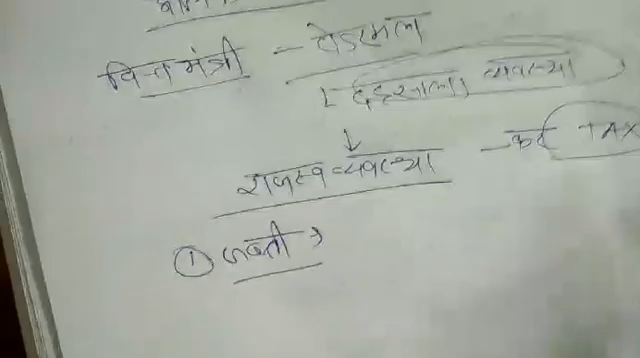 वित्त मंत्री - टोडरमल
दहसाला व्यवस्था
राजस्व व्यवस्था - कर TAX
① जब्ती →